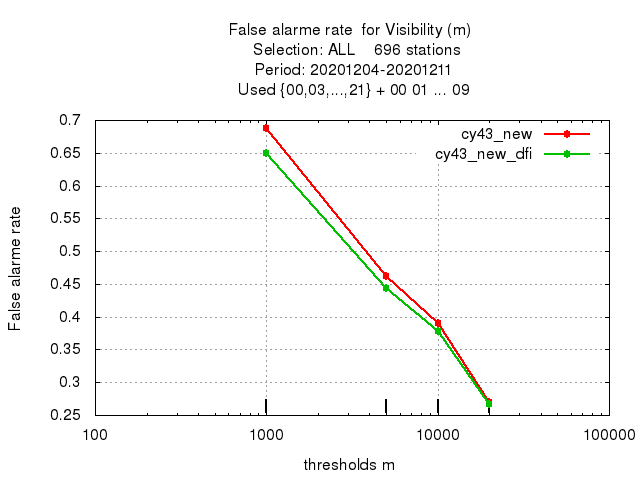 False alarme rate  for Visibility (m)
Selection: ALL    696 stations
Period: 20201204-20201211
Used {00,03,...,21} + 00 01 ... 09
0.7
0.65
0.6
0.55
0.5
0.45
0.4
0.35
0.3
0.25
False alarme rate
cy43_new
cy43_new_dfi
100
1000
10000
100000
thresholds m